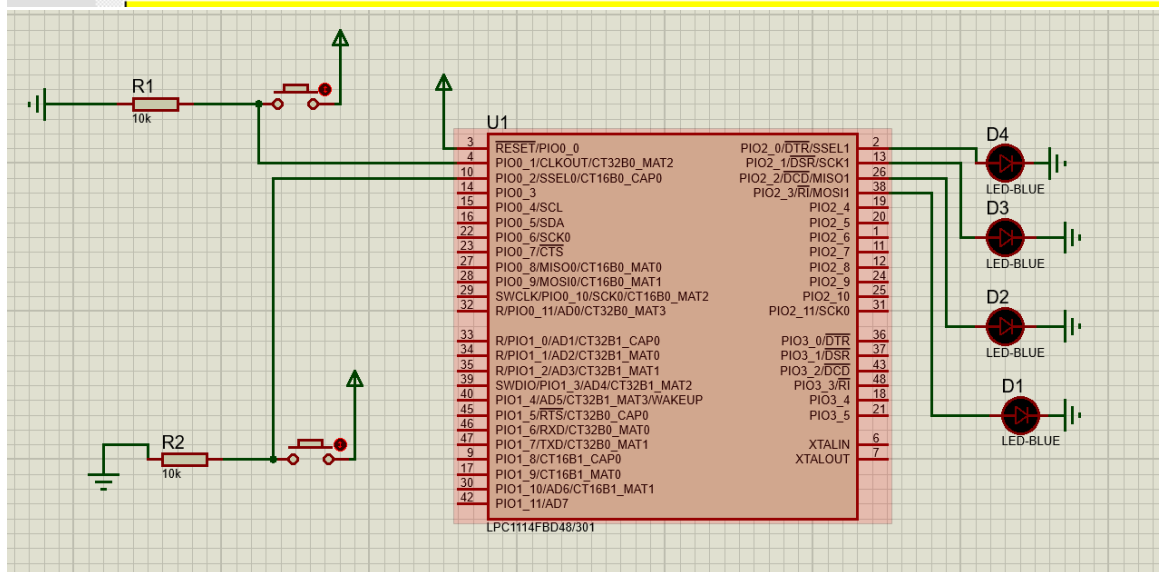 R1
10k
U1
3 RESET/PIO0_0
4 PIO0_1/CLKOUT/CT32B0_MAT2
10 PIO0_2/SSEL0/CT16B0_CAP0
14 PIO0_3
15 PIO0_4/SCL
16 PIO0_5/SDA
22 PIO0_6/SCK0
23 PIO0_7/CTS
27 PIO0_8/MISO0/CT16B0_MAT0
28 PIO0_9/MOSI0/CT16B0_MAT1
29 SWCLK/PIO0_10/SCK0/CT16B0_MAT2
32 R/PIO0_11/AD0/CT32B0_MAT3
33 R/PIO1_0/AD1/CT32B1_CAP0
34 R/PIO1_1/AD2/CT32B1_MAT0
35 R/PIO1_2/AD3/CT32B1_MAT1
39 SWDIO/PIO1_3/AD4/CT32B1_MAT2
40 PIO1_4/AD5/CT32B1_MAT3/WAKEUP
45 PIO1_5/RTS/CT32B0_CAP0
46 PIO1_6/RXD/CT32B0_MAT0
47 PIO1_7/TXD/CT32B0_MAT1
9 PIO1_8/CT16B1_CAP0
17 PIO1_9/CT16B1_MAT0
30 PIO1_10/AD6/CT16B1_MAT1
42 PIO1_11/AD7
PIO2_0/DTR/SSEL1 2
PIO2_1/DSR/SCK1 13
PIO2_2/DCD/MISO1 26
PIO2_3/RI/MOSI1 38
PIO2_4 19
PIO2_5 20
PIO2_6 1
PIO2_7 11
PIO2_8 12
PIO2_9 24
PIO2_10 25
PIO2_11/SCK0 31
PIO3_0/DTR 36
PIO3_1/DSR 37
PIO3_2/DCD 43
PIO3_3/RI 48
PIO3_4 18
PIO3_5 21
XTALIN 6
XTALOUT 7
LPC1114FBD48/301
D4
LED-BLUE
D3
LED-BLUE
D2
LED-BLUE
D1
LED-BLUE
R2
10k